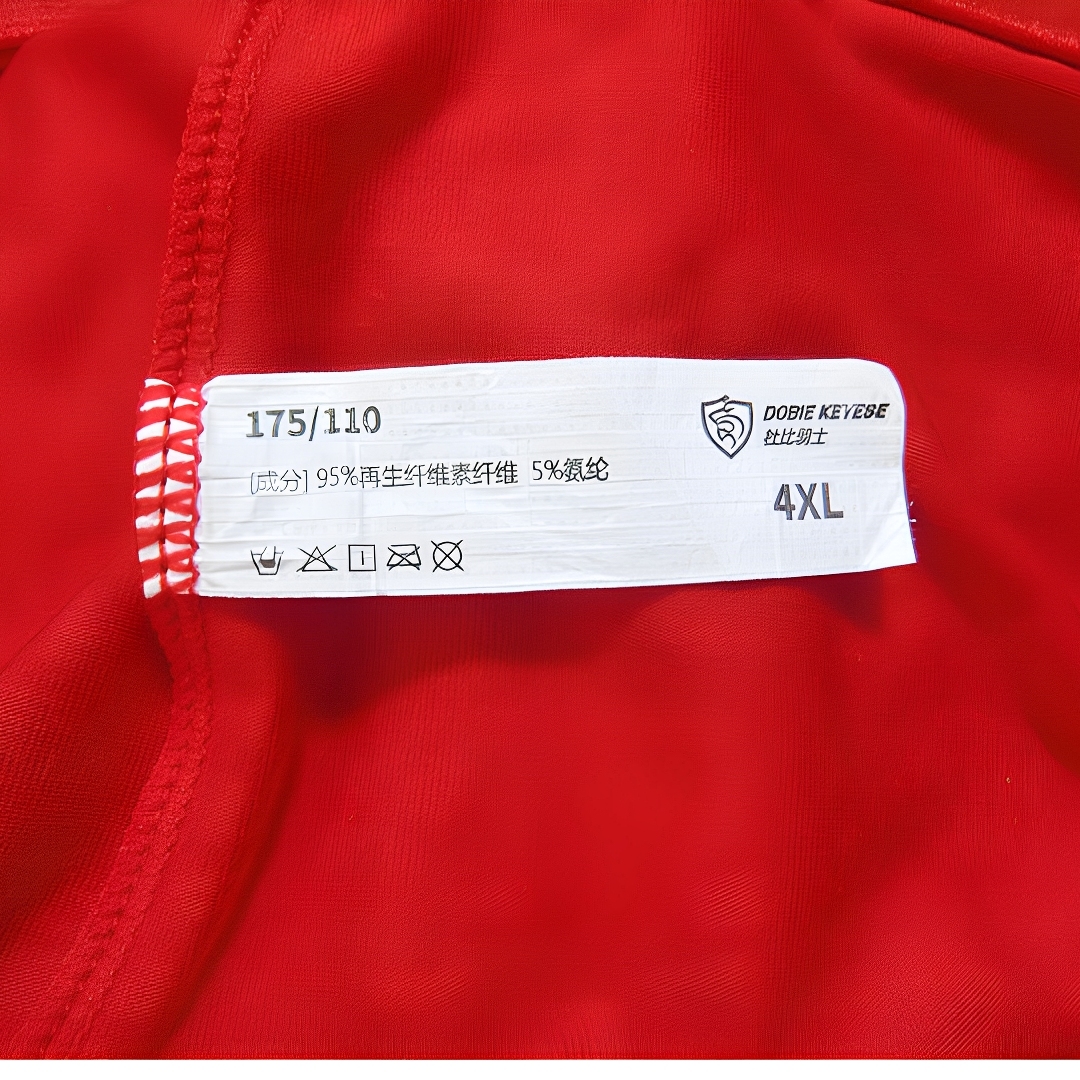 175/110
DOBIE KEYEBE
杜比骑士
[成分] 95%再生纤维素纤维 5%氨纶
4XL